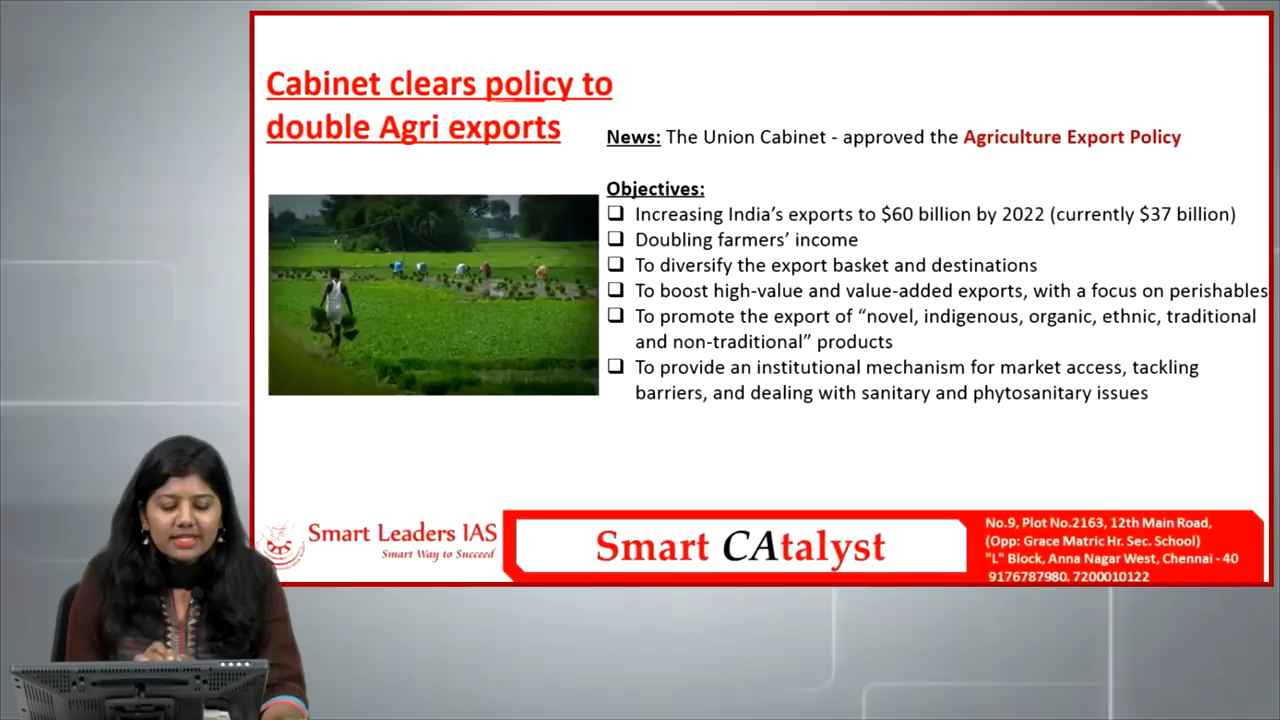 Cabinet clears policy to
double Agri exports
News: The Union Cabinet - approved the Agriculture Export Policy
Objectives:
Increasing India's exports to $60 billion by 2022 (currently $37 billion)
Doubling farmers' income
To diversify the export basket and destinations
To boost high-value and value-added exports, with a focus on perishables
To promote the export of “novel, indigenous, organic, ethnic, traditional
and non-traditional” products
To provide an institutional mechanism for market access, tackling
barriers, and dealing with sanitary and phytosanitary issues
Smart Leaders IAS
Smart Way to Succeed
Smart CAtalyst
No.9, Plot No.2163, 12th Main Road,
(Opp: Grace Matric Hr. Sec. School)
"L" Block, Anna Nagar West, Chennai - 40
9176787980, 7200010122